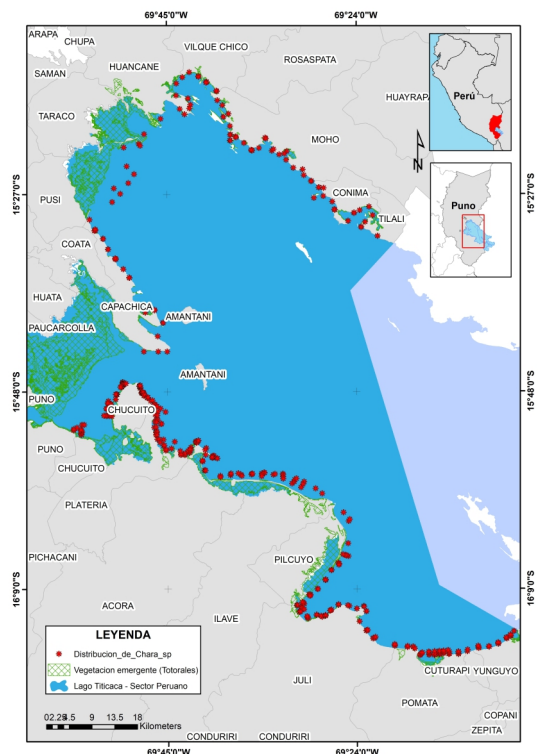 69°45'0"W
69°24'0"W
ARAPA
CHUPA
VILQUE CHICO
HUANCANE
ROSASPATA
SAMAN
HUAYRAPA
Perú
TARACO
MOHO
CONIMA
15°27'0"S
15°27'0"S
PUSI
TILALI
Puno
COATA
HUATA
CAPACHICA
AMANTANI
PAUCARCOLLA
AMANTANI
15°48'0"S
15°48'0"S
PUNO
CHUCUITO
PUNO
CHUCUITO
PLATERIA
PICHACANI
PILCUYO
16°9'0"S
16°9'0"S
ACORA
ILAVE
LEYENDA
Distribucion_de_Chara_sp
Vegetacion emergente (Totorales)
Lago Titicaca - Sector Peruano
CUTURAPI
YUNGUYO
JULI
POMATA
COPANI
ZEPITA
02.254.5 9 13.5 18
Kilometers
CONDURIRI
CONDURIRI
69°45'0"W
69°24'0"W